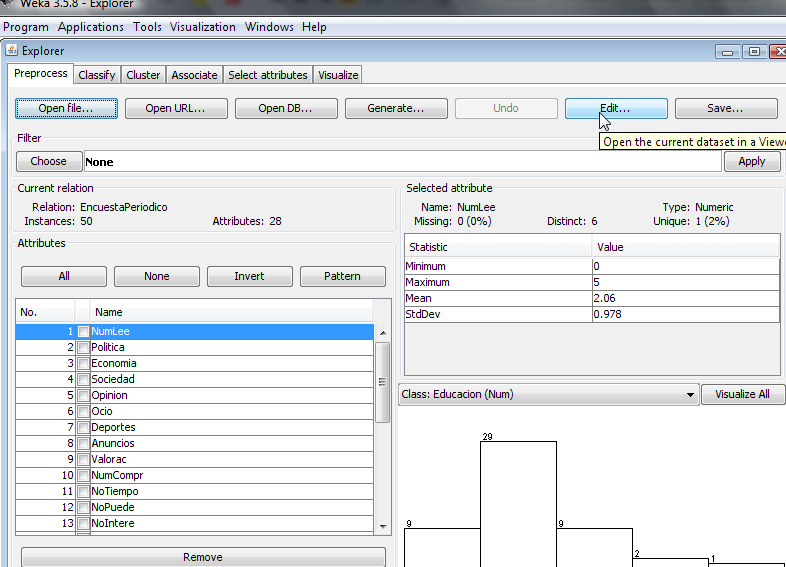 Weka 3.5.8 - Explorer
Program Applications Tools Visualization Windows Help
Explorer
Preprocess Classify Cluster Associate Select attributes Visualize
Open file... Open URL... Open DB... Generate... Undo Edit... Save...
Open the current dataset in a Viewe
Filter
Choose None Apply
Current relation
Relation: EncuestaPeriodico
Instances: 50 Attributes: 28
Attributes
All None Invert Pattern
No. Name
1 NumLee
2 Politica
3 Economia
4 Sociedad
5 Opinion
6 Ocio
7 Deportes
8 Anuncios
9 Valorac
10 NumCompr
11 NoTiempo
12 NoPuede
13 NoIntere
Remove
Selected attribute
Name: NumLee Type: Numeric
Missing: 0 (0%) Distinct: 6 Unique: 1 (2%)
Statistic Value
Minimum 0
Maximum 5
Mean 2.06
StdDev 0.978
Class: Educacion (Num) Visualize All
29
9 9
2
1